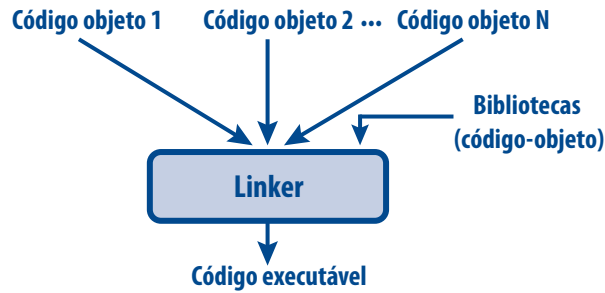 Código objeto 1 Código objeto 2 ... Código objeto N
Bibliotecas
(código-objeto)
Linker
Código executável